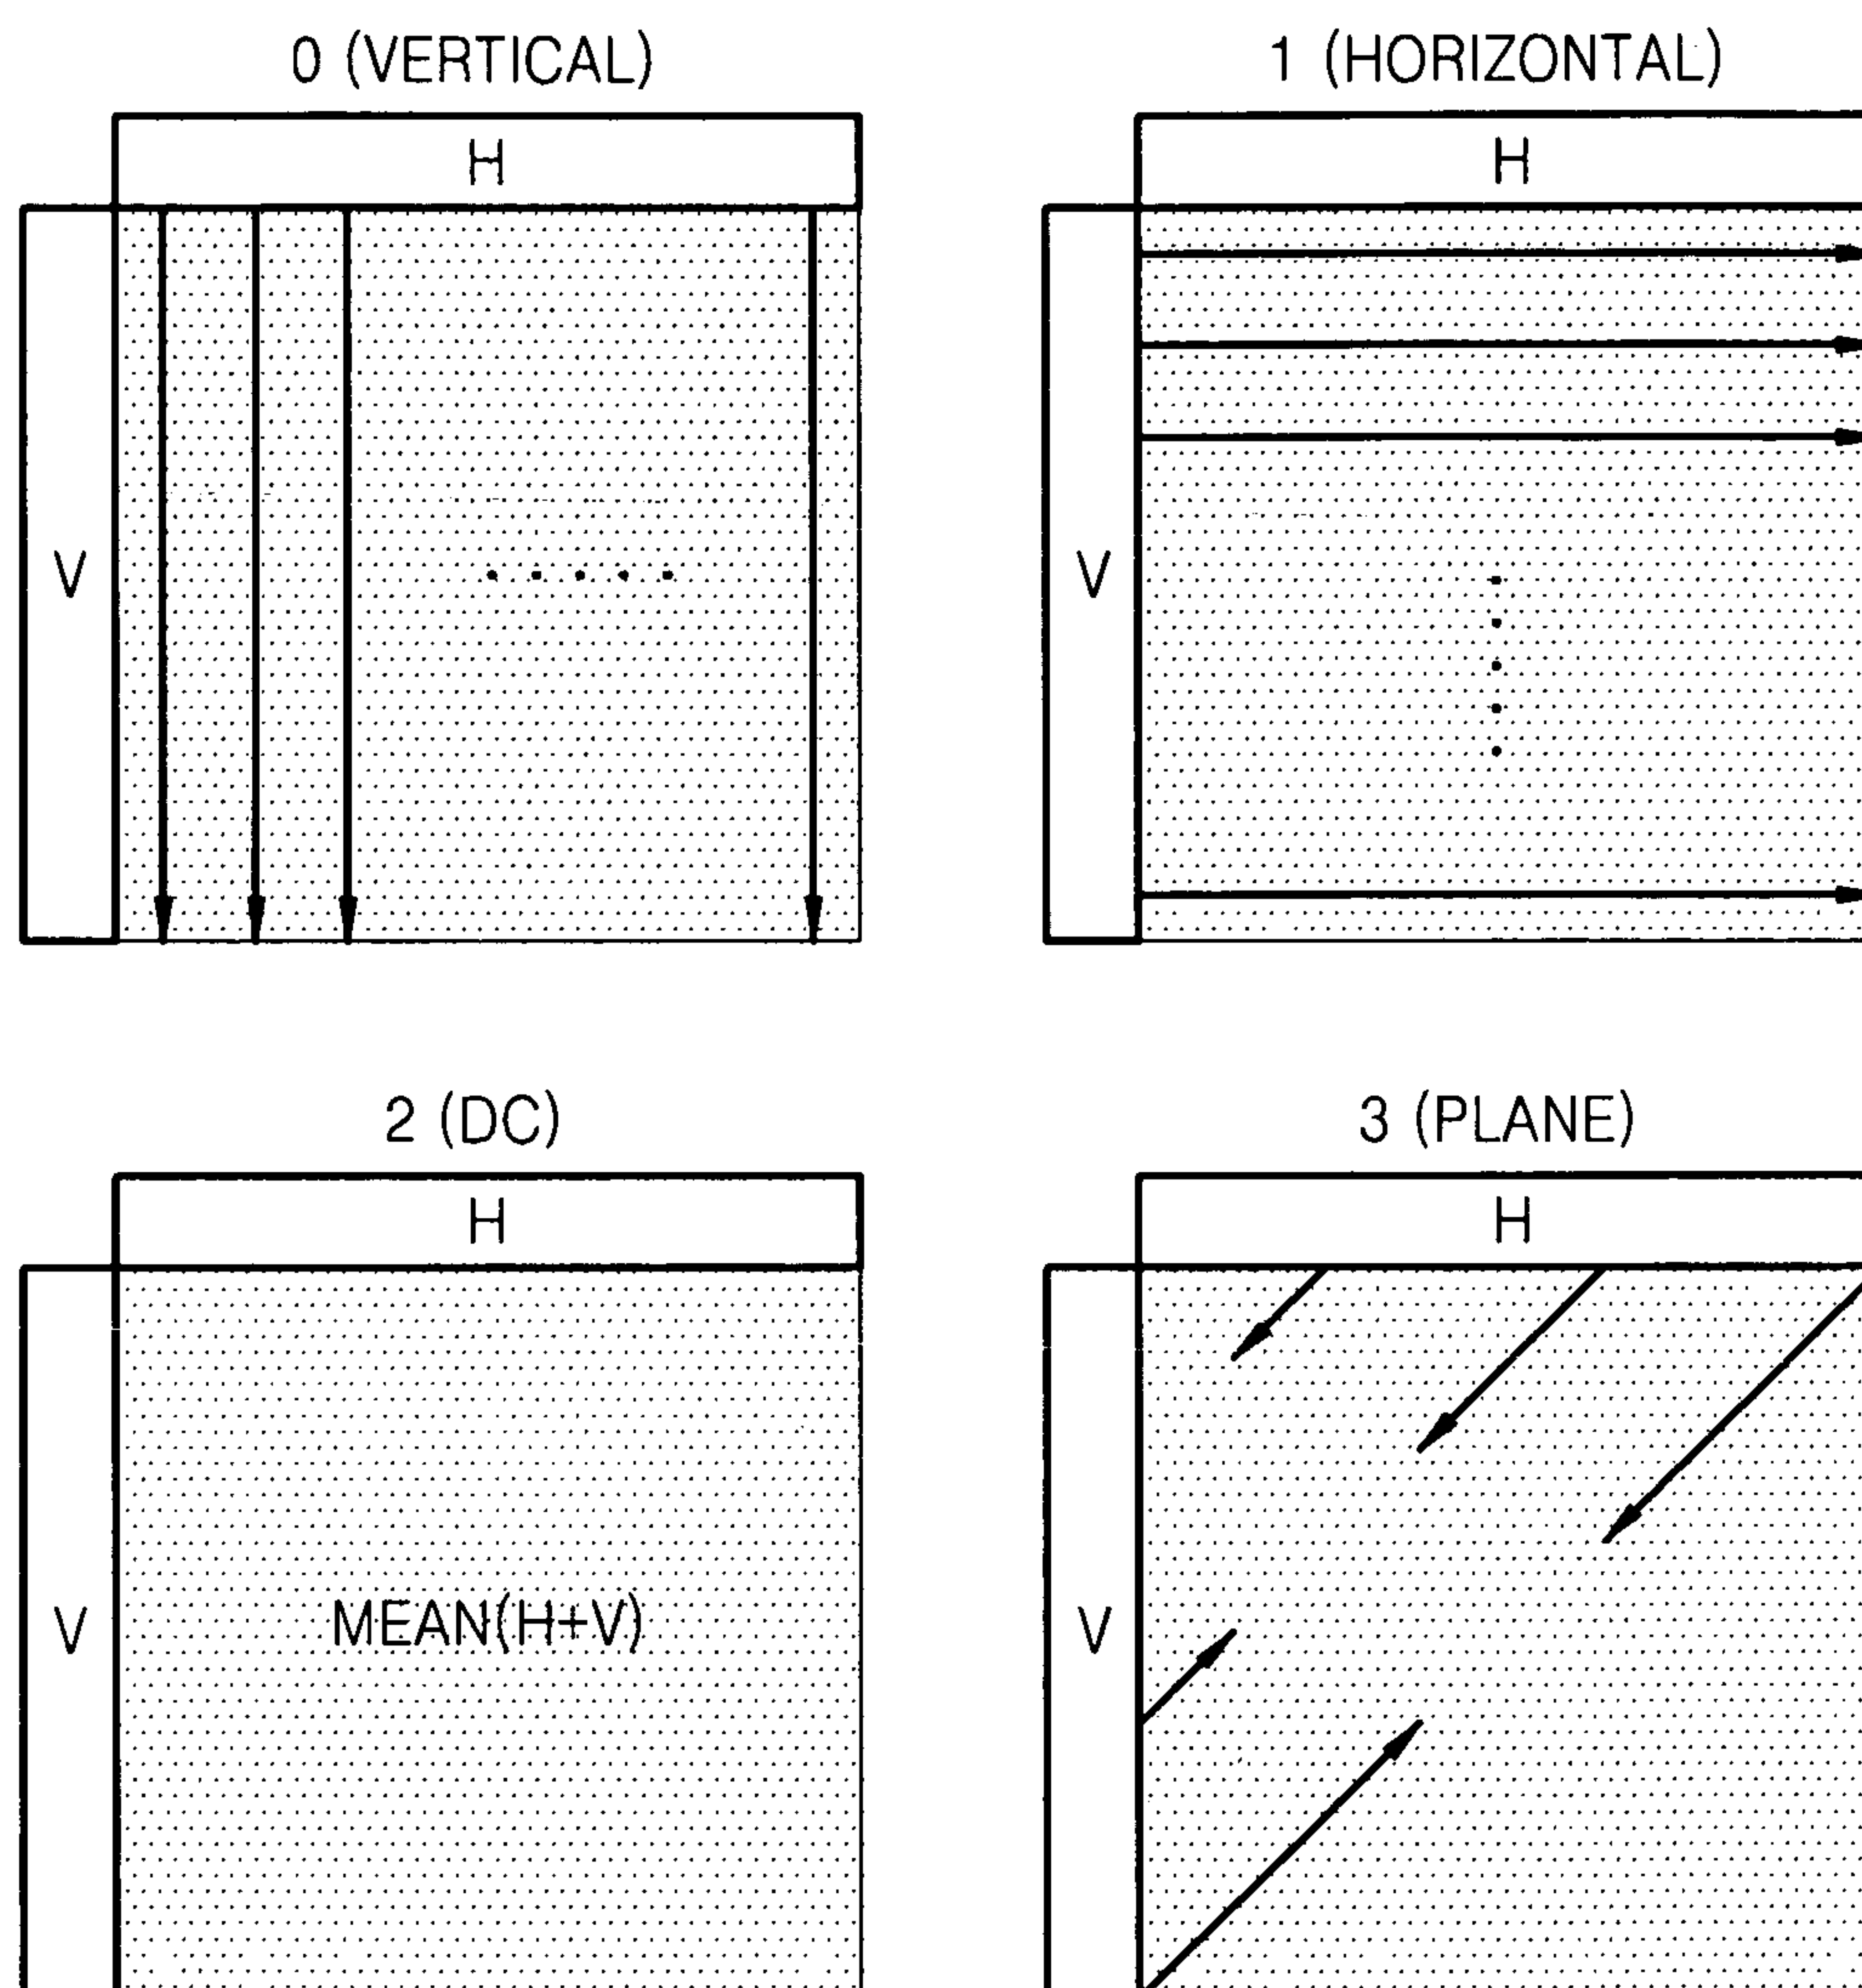 0 (VERTICAL)
H
V
1 (HORIZONTAL)
H
V
2 (DC)
H
V
MEAN(H+V)
3 (PLANE)
H
V